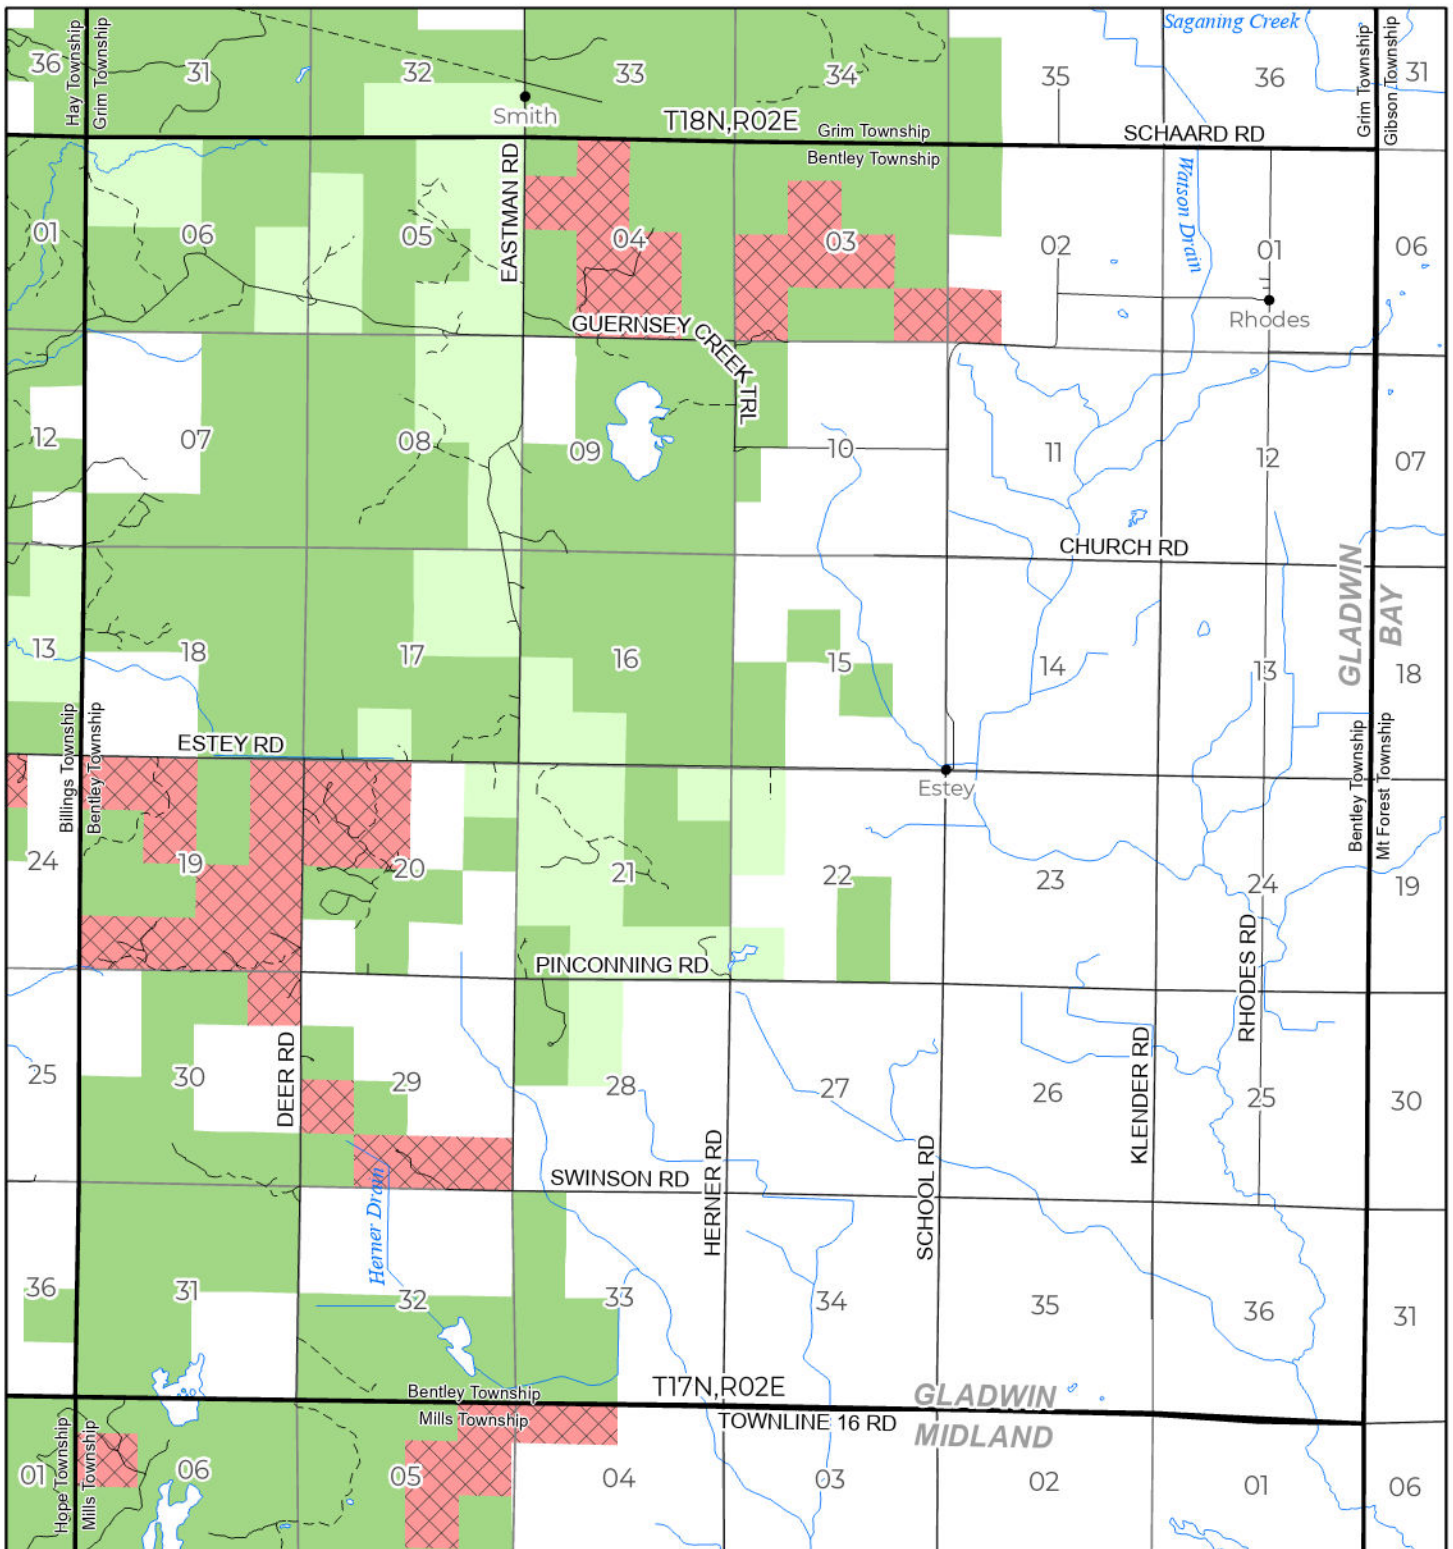 Saganing Creek
Hay Township
Grim Township
36
31
32
33
34
35
36
Grim Township
Gibson Township
31
Smith
T18N,R02E
Grim Township
SCHAARD RD
Bentley Township
EASTMAN RD
Watson Drain
01
06
05
04
03
02
01
06
Rhodes
GUERNSEY CREEK TRL
12
07
08
09
10
11
12
07
CHURCH RD
GLADWIN
BAY
13
18
17
16
15
14
13
18
Billings Township
Bentley Township
ESTEY RD
Bentley Township
Mt Forest Township
Estey
24
19
20
21
22
23
24
19
RHODES RD
PINCONNING RD
DEER RD
KLENDER RD
25
30
29
28
27
26
25
30
HERNER RD
SCHOOL RD
SWINSON RD
Herner Drain
36
31
32
33
34
35
36
31
T17N,R02E
Bentley Township
GLADWIN
Mills Township
TOWNLINE 16 RD
MIDLAND
Hope Township
Mills Township
01
06
05
04
03
02
01
06